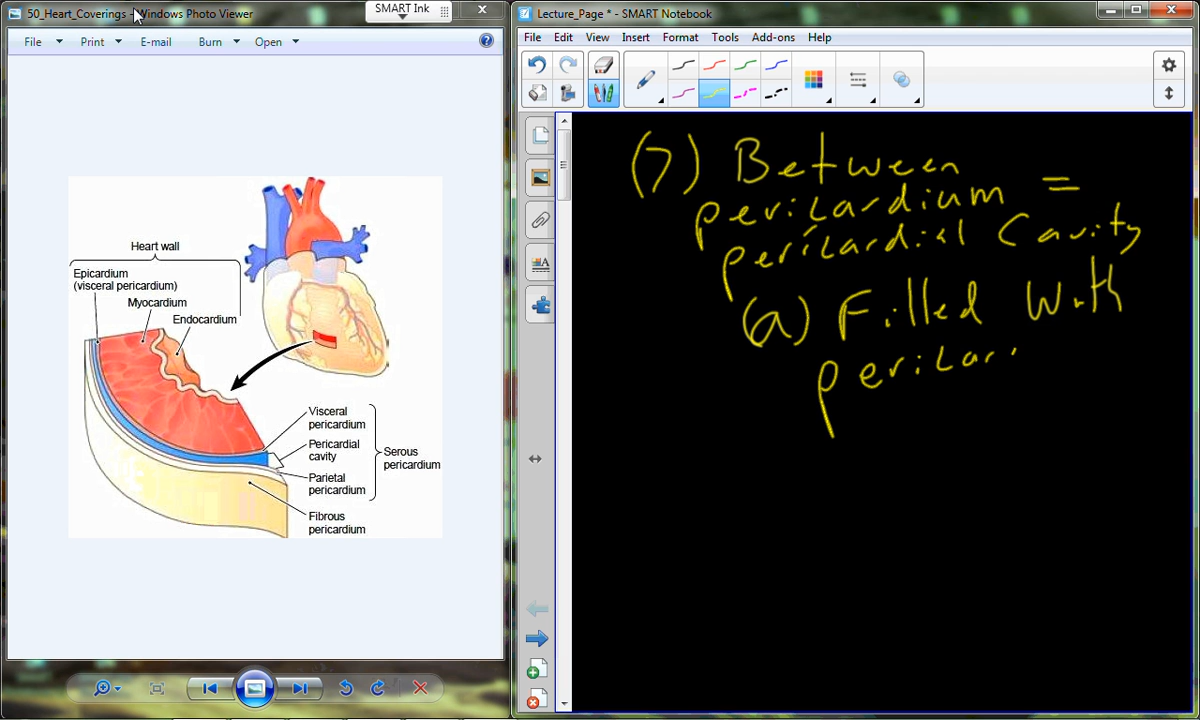 50_Heart_Coverings - Windows Photo Viewer
SMART Ink
File Print E-mail Burn Open
Heart wall
Epicardium
(visceral pericardium)
Myocardium
Endocardium
Visceral
pericardium
Pericardial
cavity
Parietal
pericardium
Serous
pericardium
Fibrous
pericardium
Lecture_Page * - SMART Notebook
File Edit View Insert Format Tools Add-ons Help
(7) Between
pericardium =
pericardial Cavity
(a) Filled With
pericar